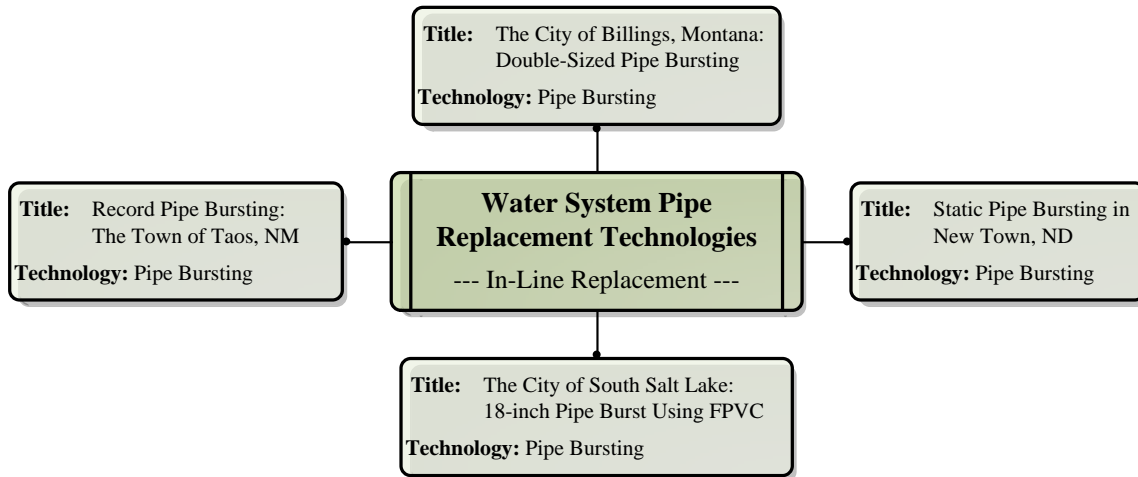 Title: The City of Billings, Montana:
Double-Sized Pipe Bursting
Technology: Pipe Bursting
Title: Record Pipe Bursting:
The Town of Taos, NM
Technology: Pipe Bursting
Water System Pipe
Replacement Technologies
--- In-Line Replacement ---
Title: Static Pipe Bursting in
New Town, ND
Technology: Pipe Bursting
Title: The City of South Salt Lake:
18-inch Pipe Burst Using FPVC
Technology: Pipe Bursting